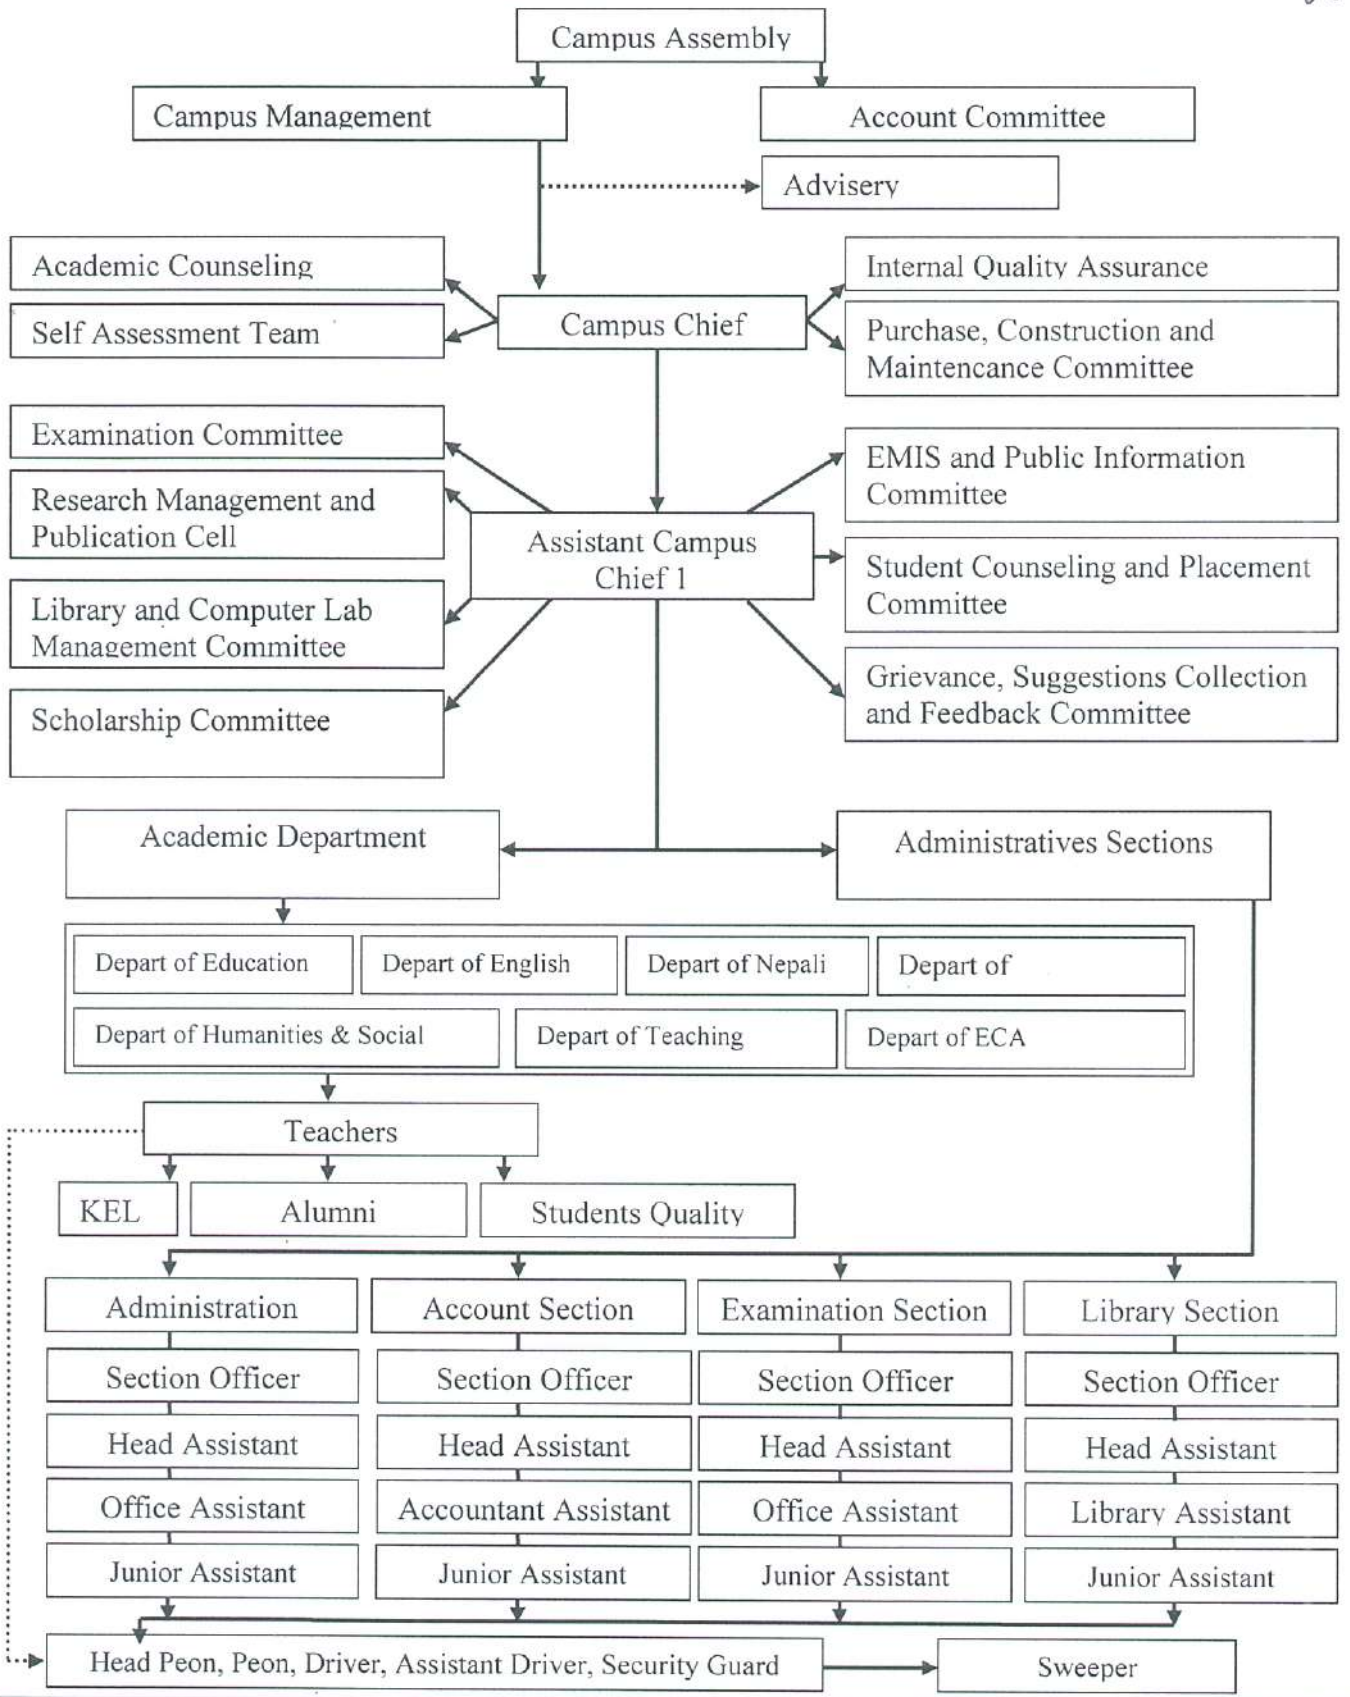 Campus Assembly
Campus Management
Account Committee
Advisery
Academic Counseling
Internal Quality Assurance
Self Assessment Team
Campus Chief
Purchase, Construction and
Maintencance Committee
Examination Committee
EMIS and Public Information
Committee
Research Management and
Publication Cell
Assistant Campus
Chief 1
Student Counseling and Placement
Committee
Library and Computer Lab
Management Committee
Grievance, Suggestions Collection
and Feedback Committee
Scholarship Committee
Academic Department
Administratives Sections
Depart of Education
Depart of English
Depart of Nepali
Depart of
Depart of Humanities & Social
Depart of Teaching
Depart of ECA
Teachers
KEL
Alumni
Students Quality
Administration
Account Section
Examination Section
Library Section
Section Officer
Section Officer
Section Officer
Section Officer
Head Assistant
Head Assistant
Head Assistant
Head Assistant
Office Assistant
Accountant Assistant
Office Assistant
Library Assistant
Junior Assistant
Junior Assistant
Junior Assistant
Junior Assistant
Head Peon, Peon, Driver, Assistant Driver, Security Guard
Sweeper